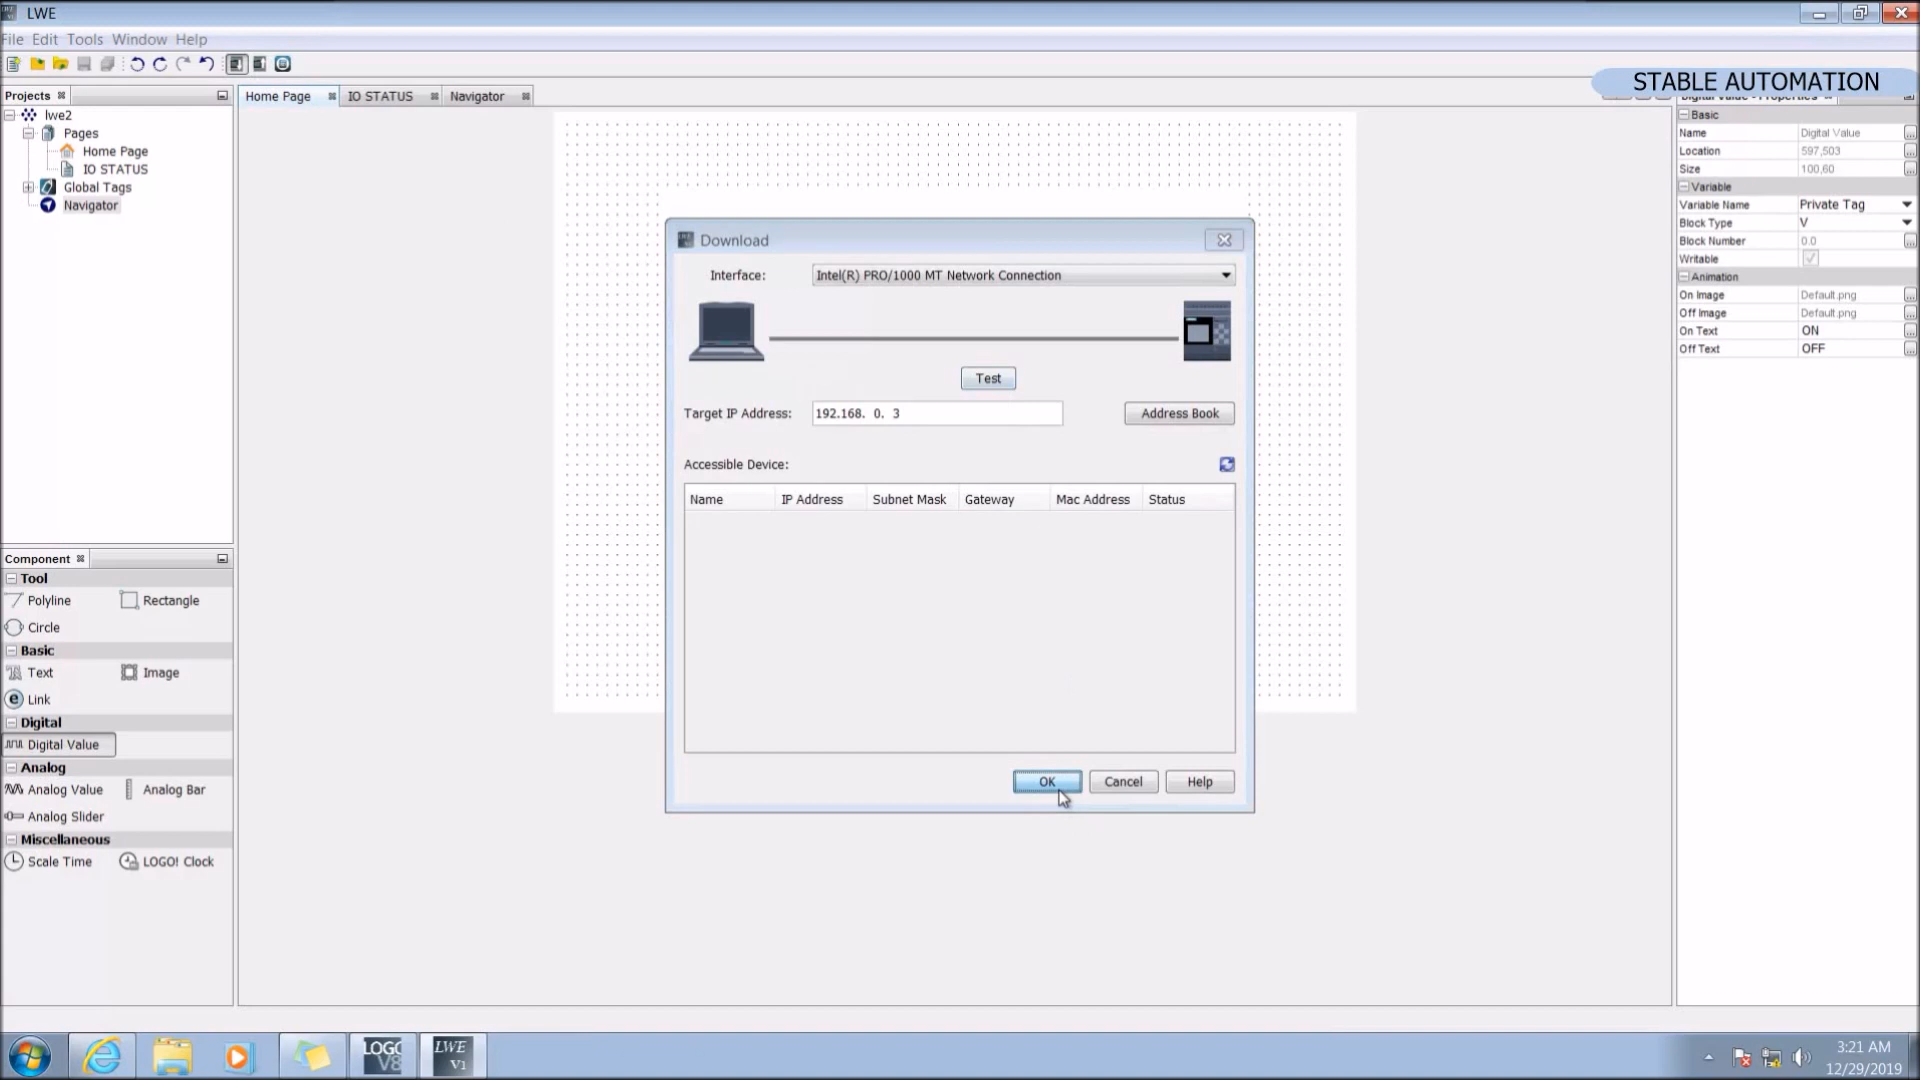 LWE
File Edit Tools Window Help
STABLE AUTOMATION
Projects
Home Page
IO STATUS
Navigator
Digital Value - Properties
lwe2
Pages
Home Page
IO STATUS
Global Tags
Navigator
Basic
Name Digital Value
Location 597,503
Size 100,60
Variable
Variable Name Private Tag
Block Type V
Block Number 0.0
Writable
Animation
On Image Default.png
Off Image Default.png
On Text ON
Off Text OFF
Download
Interface: Intel(R) PRO/1000 MT Network Connection
Test
Target IP Address: 192.168. 0. 3 Address Book
Accessible Device:
Name IP Address Subnet Mask Gateway Mac Address Status
OK Cancel Help
Component
Tool
Polyline Rectangle
Circle
Basic
Text Image
Link
Digital
Digital Value
Analog
Analog Value Analog Bar
Analog Slider
Miscellaneous
Scale Time LOGO! Clock
LOGO
V8
LWE
V1
3:21 AM
12/29/2019